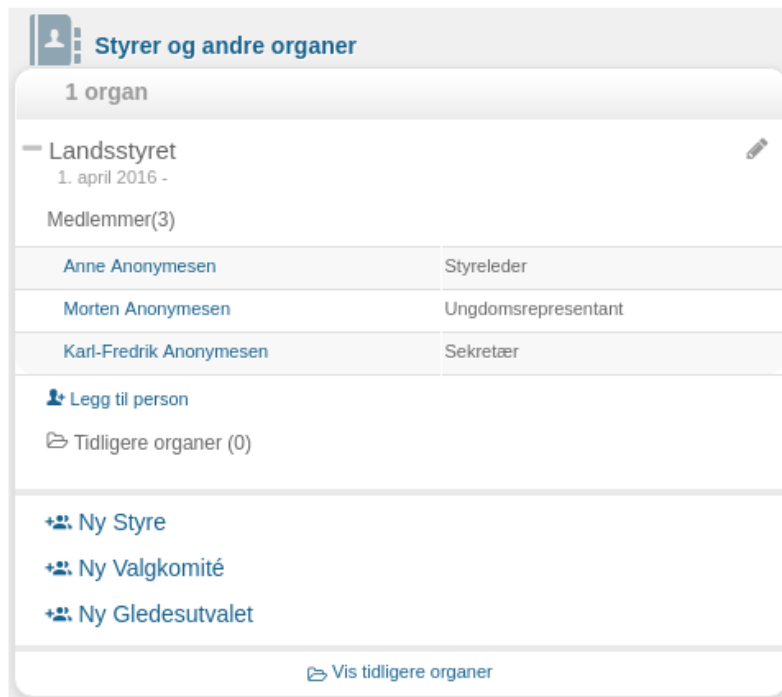 Styrer og andre organer
1 organ
Landsstyret
1. april 2016 -
Medlemmer(3)
Anne Anonymesen Styreleder
Morten Anonymesen Ungdomsrepresentant
Karl-Fredrik Anonymesen Sekretær
Legg til person
Tidligere organer (0)
Ny Styre
Ny Valgkomité
Ny Gledesutvalet
Vis tidligere organer